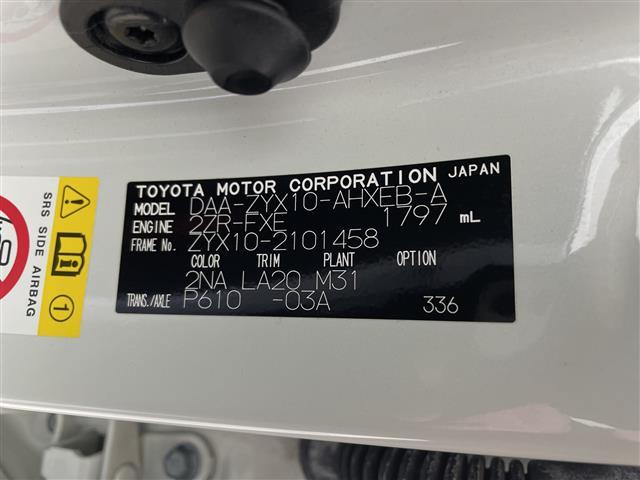 TOYOTA MOTOR CORPORATION JAPAN
MODEL DAA-ZYX10-AHXEB-A
ENGINE 2ZR-FXE 1797 mL
FRAME No. ZYX10-2101458
COLOR TRIM PLANT OPTION
2NA LA20 M31
TRANS./AXLE P610 -03A 336
SRS SIDE AIRBAG
1